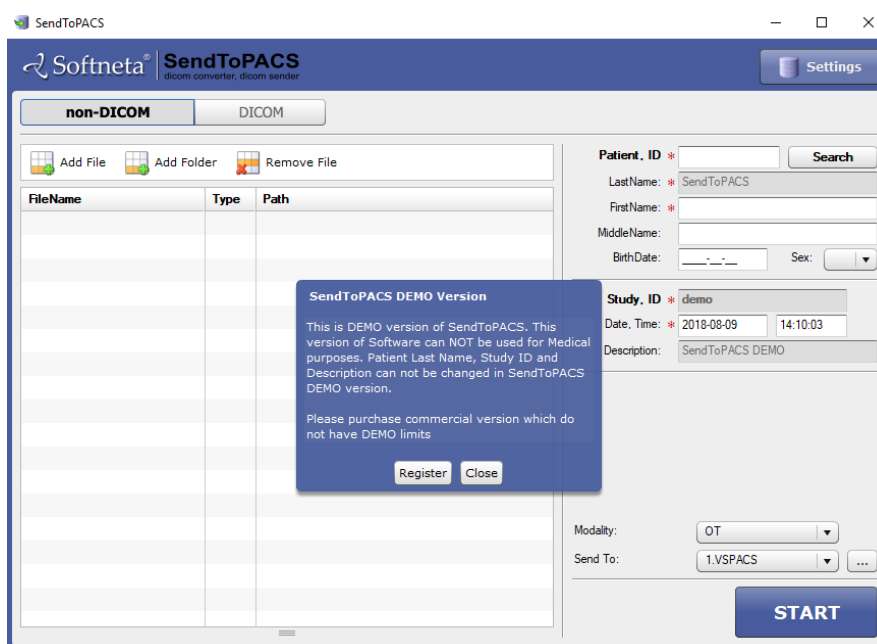 SendToPACS
Softneta®
SendToPACS
dicom converter, dicom sender
Settings
non-DICOM
DICOM
Add File
Add Folder
Remove File
FileName Type Path
Patient, ID * Search
LastName: * SendToPACS
FirstName: *
MiddleName:
BirthDate: ____-__-__ Sex:
Study, ID * demo
Date, Time: * 2018-08-09 14:10:03
Description: SendToPACS DEMO
SendToPACS DEMO Version
This is DEMO version of SendToPACS. This
version of Software can NOT be used for Medical
purposes. Patient Last Name, Study ID and
Description can not be changed in SendToPACS
DEMO version.
Please purchase commercial version which do
not have DEMO limits
Register Close
Modality: OT
Send To: 1.VSPACS ...
START